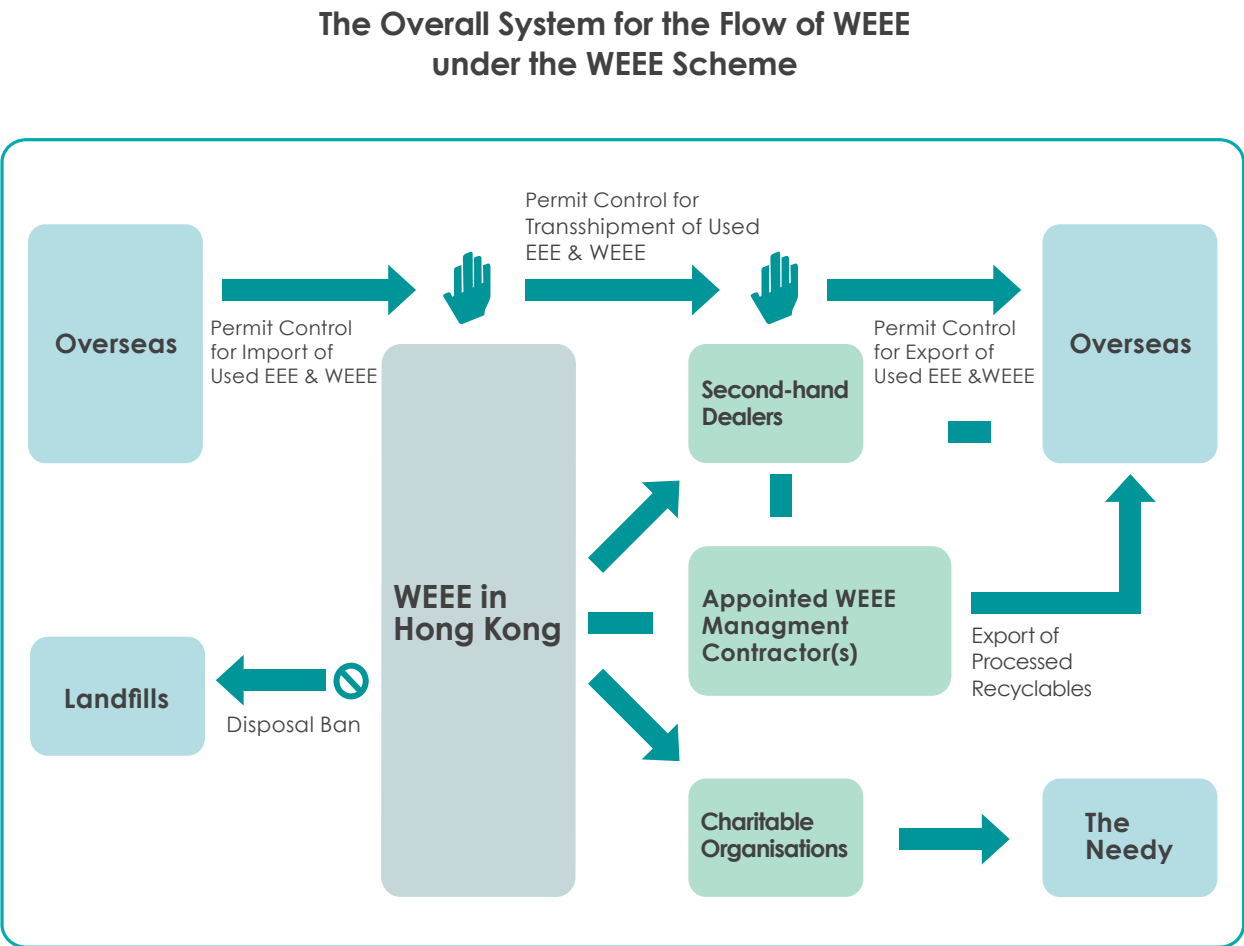 The Overall System for the Flow of WEEE
under the WEEE Scheme
Permit Control for
Transshipment of Used
EEE & WEEE
Overseas
Permit Control
for Import of
Used EEE & WEEE
Permit Control
for Export of
Used EEE &WEEE
Overseas
Second-hand
Dealers
WEEE in
Hong Kong
Appointed WEEE
Managment
Contractor(s)
Export of
Processed
Recyclables
Landfills
Disposal Ban
Charitable
Organisations
The
Needy